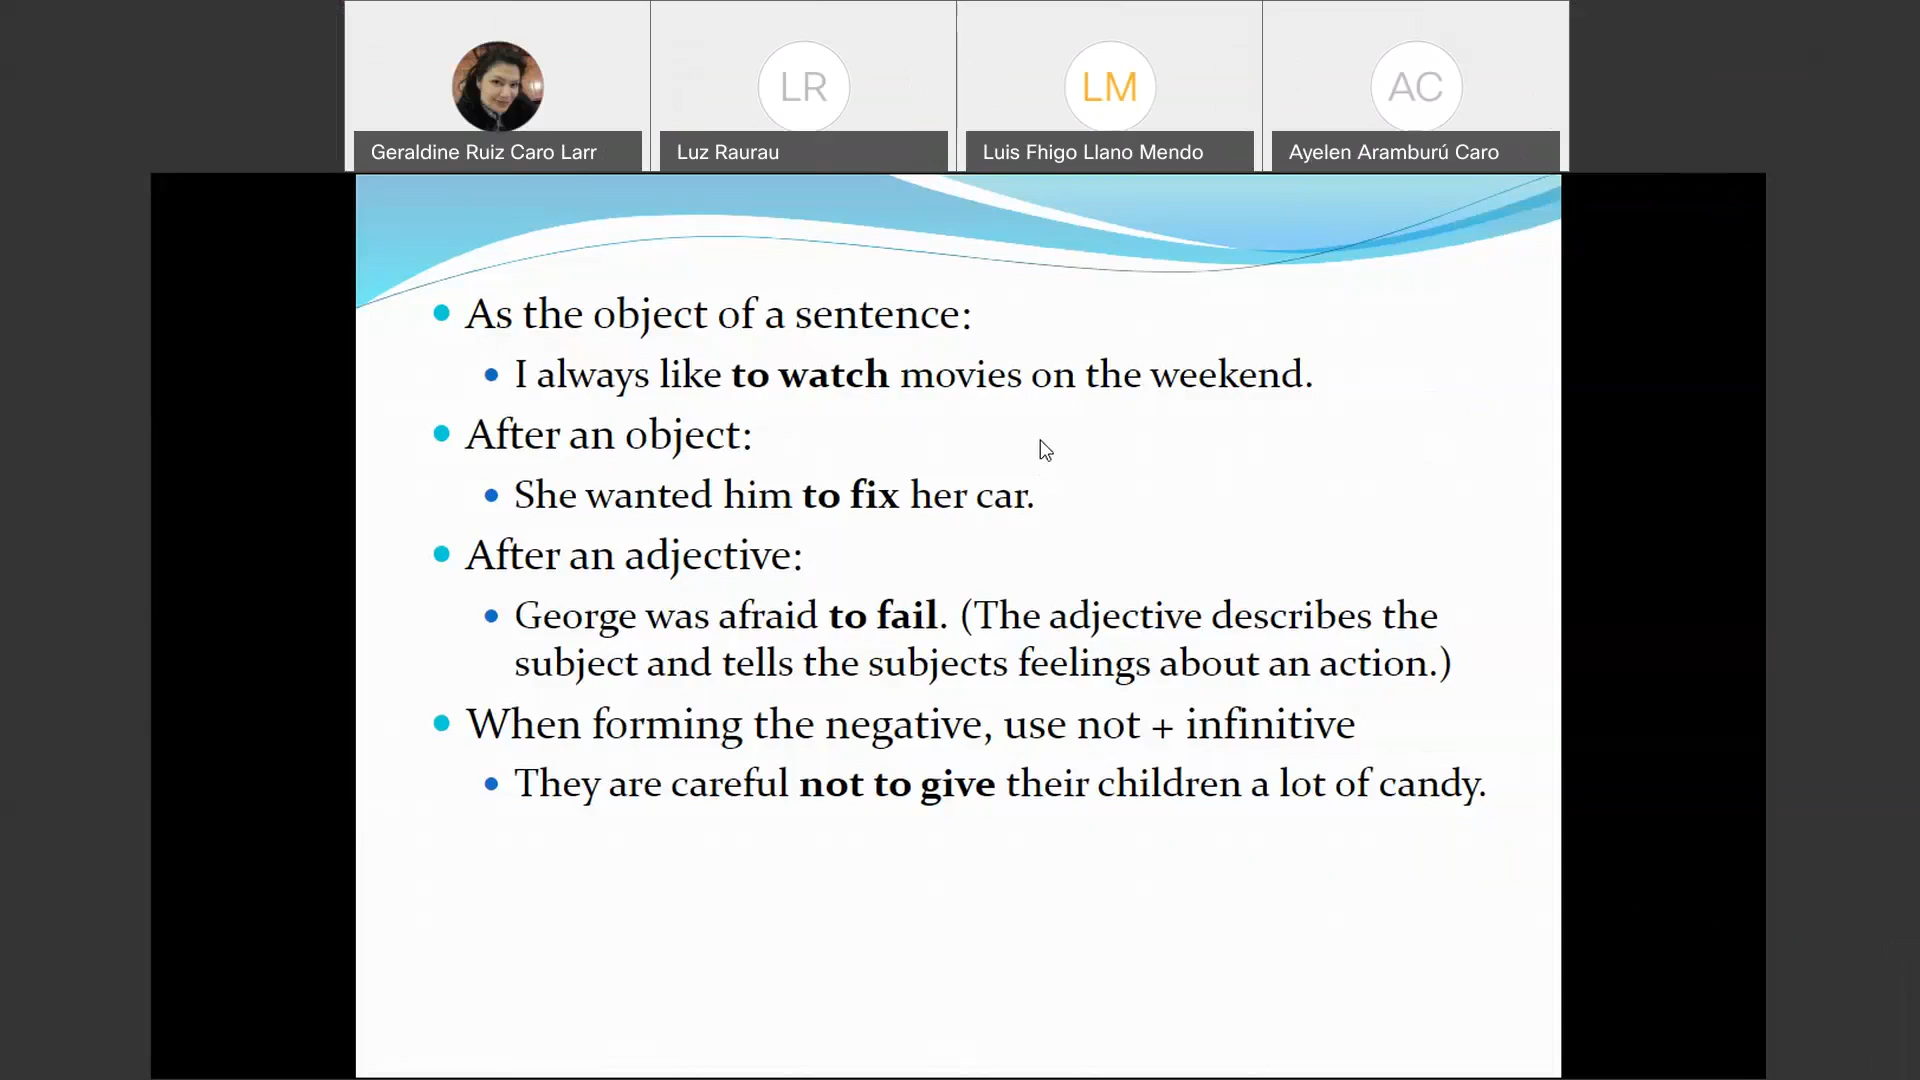 LR
LM
AC
Geraldine Ruiz Caro Larr
Luz Raurau
Luis Fhigo Llano Mendo
Ayelen Aramburú Caro
As the object of a sentence:
I always like to watch movies on the weekend.
After an object:
She wanted him to fix her car.
After an adjective:
George was afraid to fail. (The adjective describes the
subject and tells the subjects feelings about an action.)
When forming the negative, use not + infinitive
They are careful not to give their children a lot of candy.